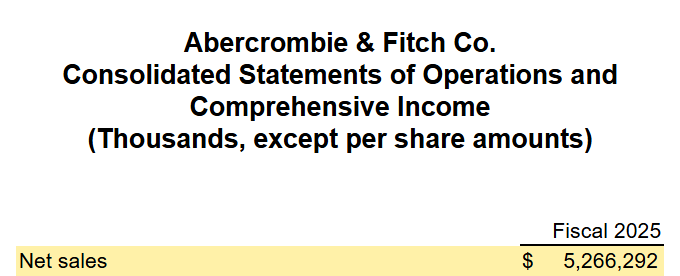 Abercrombie & Fitch Co.
Consolidated Statements of Operations and
Comprehensive Income
(Thousands, except per share amounts)
Fiscal 2025
Net sales $ 5,266,292